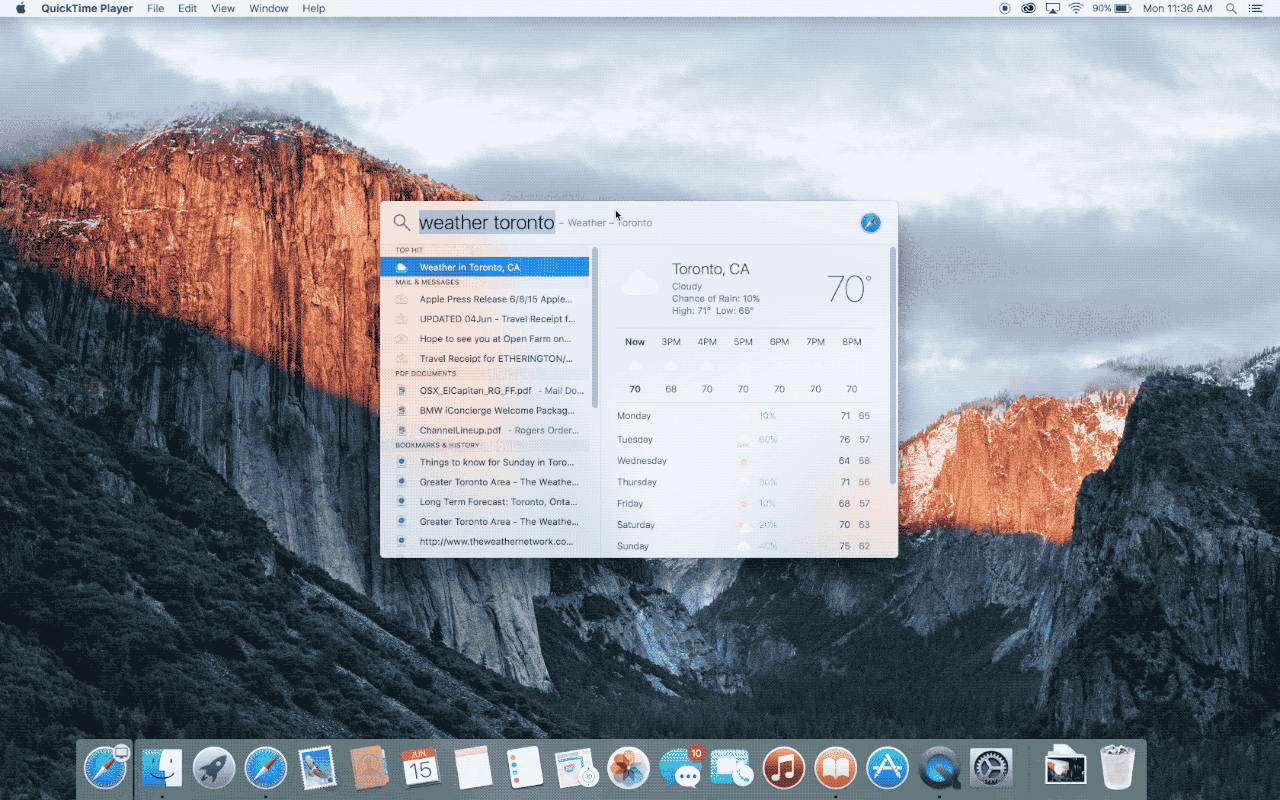 QuickTime Player File Edit View Window Help 90% Mon 11:36 AM
weather toronto – Weather – Toronto
TOP HIT
Weather in Toronto, CA
MAIL & MESSAGES
Apple Press Release 6/8/15 Apple...
UPDATED 04Jun - Travel Receipt f...
Hope to see you at Open Farm on...
Travel Receipt for ETHERINGTON/...
PDF DOCUMENTS
OSX_ElCapitan_RG_FF.pdf - Mail Do...
BMW iConcierge Welcome Packag...
ChannelLineup.pdf - Rogers Order...
BOOKMARKS & HISTORY
Things to know for Sunday in Toro...
Greater Toronto Area - The Weathe...
Long Term Forecast: Toronto, Onta...
Greater Toronto Area - The Weathe...
http://www.theweathernetwork.co...
Toronto, CA
Cloudy
Chance of Rain: 10%
High: 71° Low: 65°
70°
Now 3PM 4PM 5PM 6PM 7PM 8PM
70 68 70 70 70 70 70
Monday 10% 71 65
Tuesday 60% 76 57
Wednesday 64 58
Thursday 30% 71 56
Friday 10% 68 57
Saturday 20% 70 63
Sunday 40% 75 62
JUN
15
10